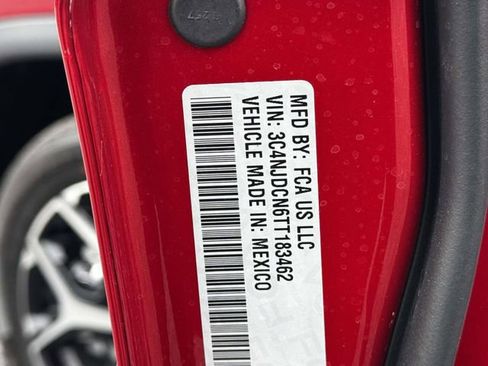 MFD BY: FCA US LLC
VIN: 3C4NJDCN6TT183462
VEHICLE MADE IN: MEXICO